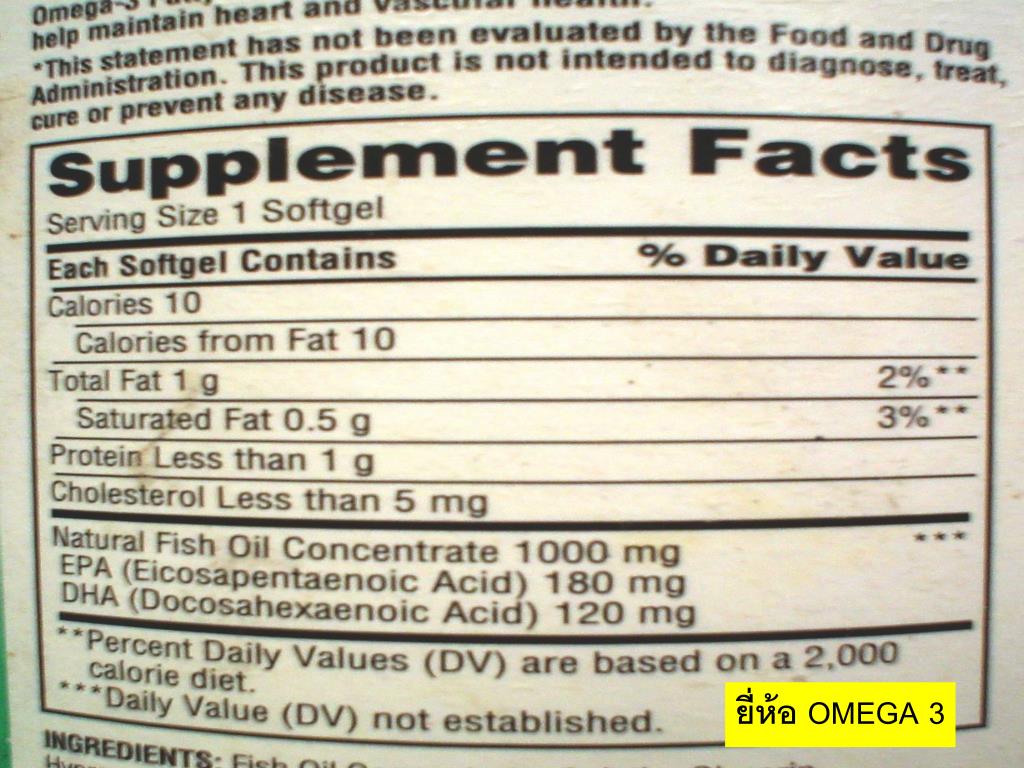 Omega-3
help maintain heart and vascular health.
*This statement has not been evaluated by the Food and Drug
Administration. This product is not intended to diagnose, treat,
cure or prevent any disease.
Supplement Facts
Serving Size 1 Softgel
Each Softgel Contains % Daily Value
Calories 10
Calories from Fat 10
Total Fat 1 g 2%**
Saturated Fat 0.5 g 3%**
Protein Less than 1 g
Cholesterol Less than 5 mg
Natural Fish Oil Concentrate 1000 mg ***
EPA (Eicosapentaenoic Acid) 180 mg
DHA (Docosahexaenoic Acid) 120 mg
**Percent Daily Values (DV) are based on a 2,000
calorie diet.
***Daily Value (DV) not established.
ยี่ห้อ OMEGA 3
INGREDIENTS: Fish Oil